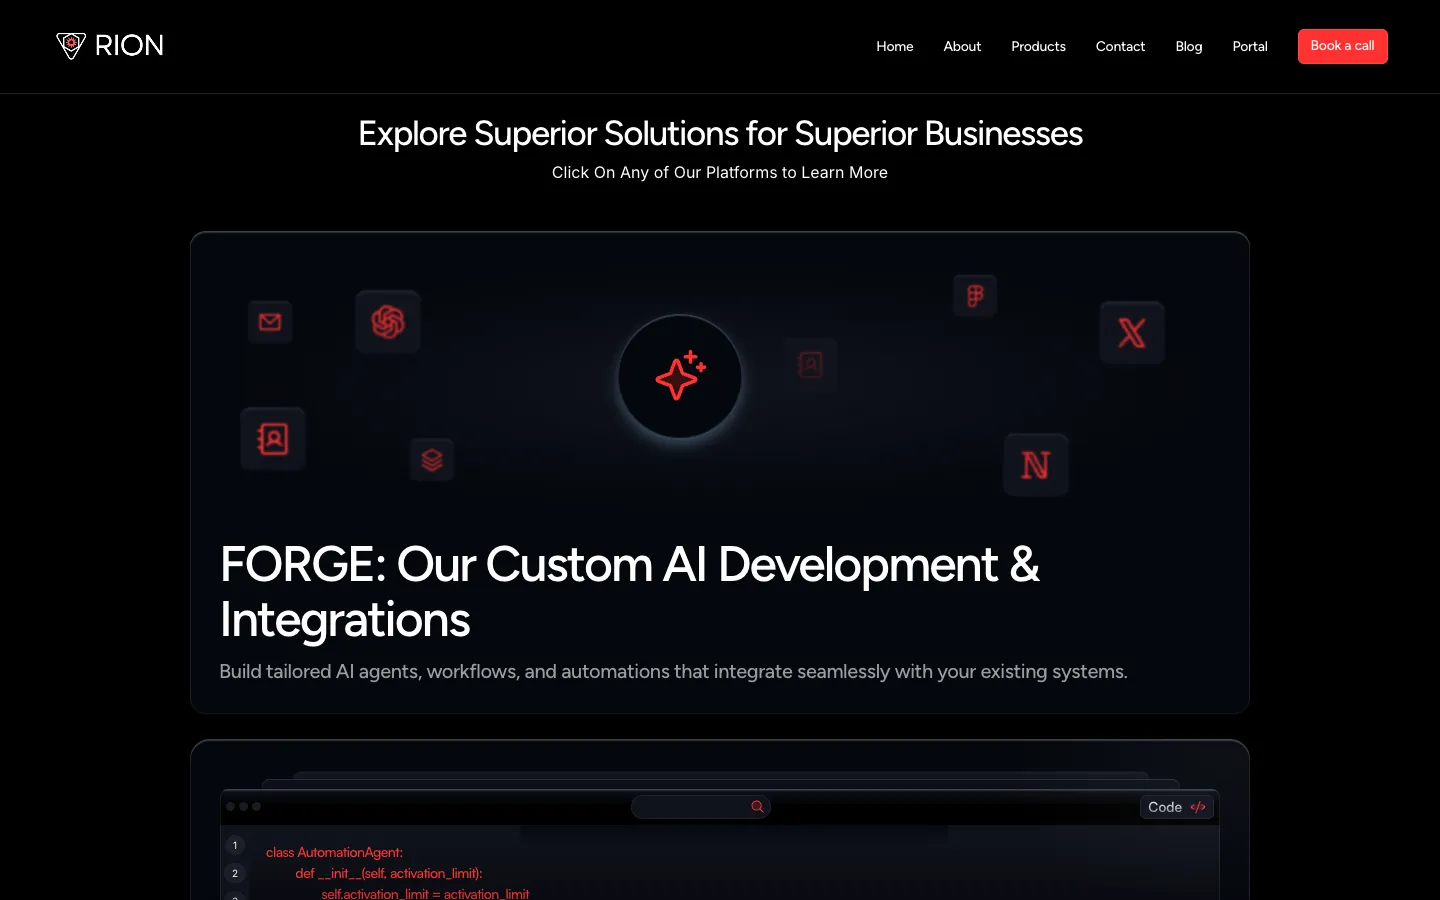 RION
Home
About
Products
Contact
Blog
Portal
Book a call
Explore Superior Solutions for Superior Businesses
Click On Any of Our Platforms to Learn More
FORGE: Our Custom AI Development &
Integrations
Build tailored AI agents, workflows, and automations that integrate seamlessly with your existing systems.
Code </>
1
class AutomationAgent:
2
def __init__(self, activation_limit):
self.activation_limit = activation_limit